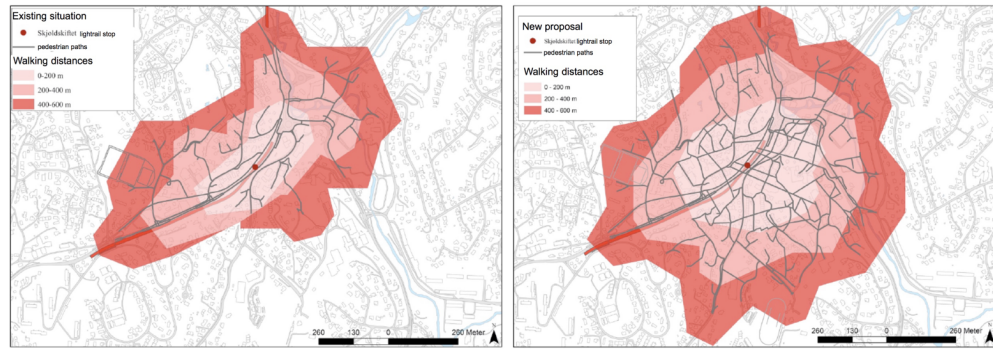 Existing situation
Skjoldskiftet lightrail stop
pedestrian paths
Walking distances
0-200 m
200-400 m
400-600 m
260 130 0 260 Meter
New proposal
Skjoldskiftet lightrail stop
pedestrian paths
Walking distances
0 - 200 m
200 - 400 m
400 - 600 m
260 130 0 260 Meter